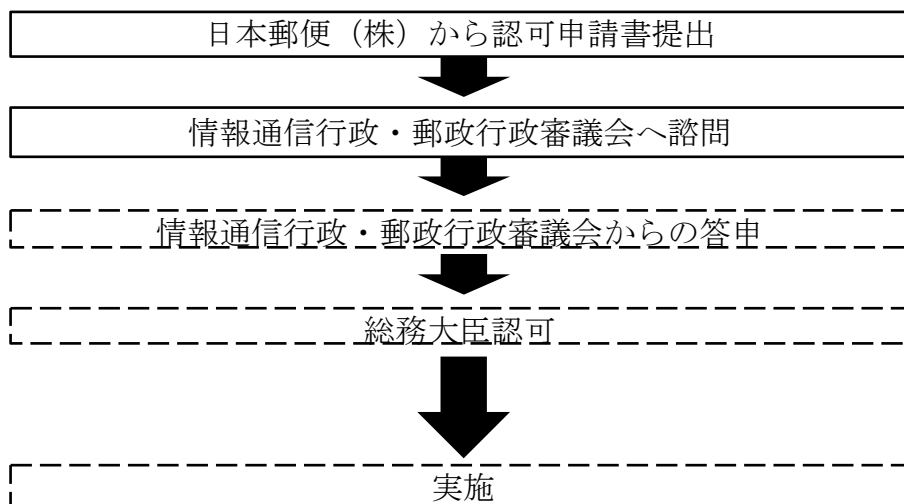 日本郵便（株）から認可申請書提出
情報通信行政・郵政行政審議会へ諮問
情報通信行政・郵政行政審議会からの答申
総務大臣認可
実施